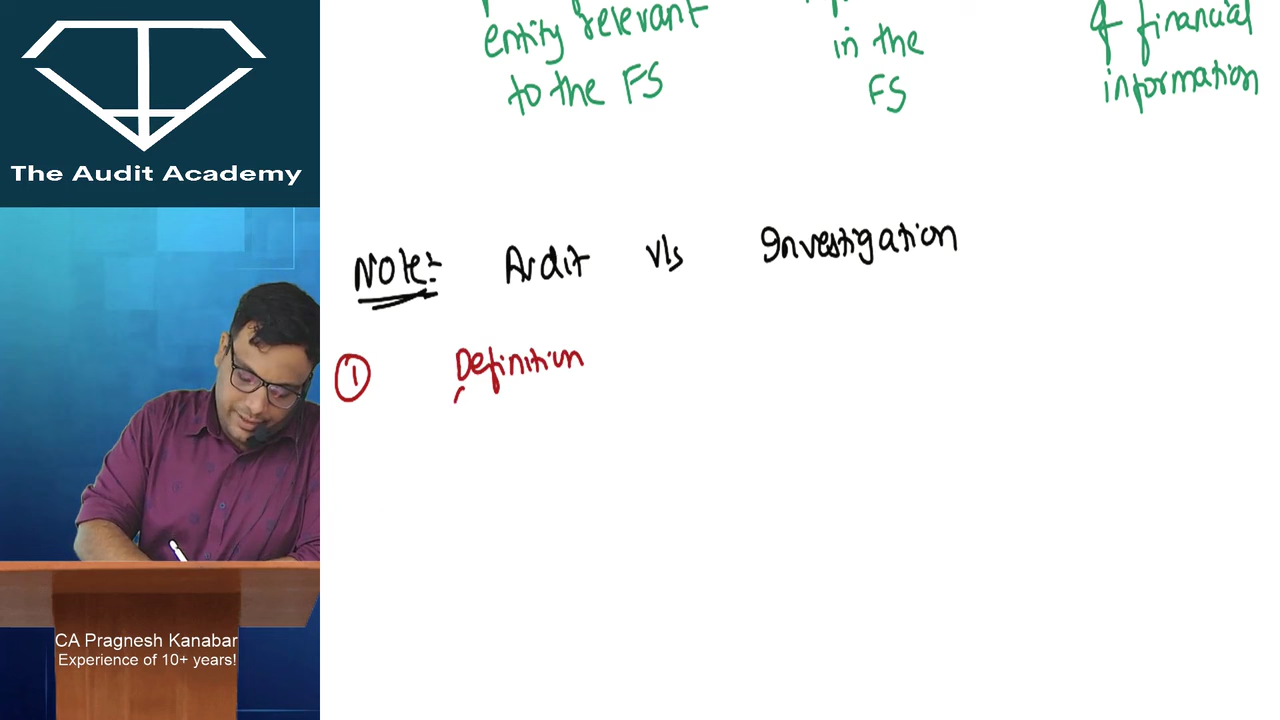 entity relevant
to the FS
in the
FS
& financial
information
The Audit Academy
Note:- Audit v/s Investigation
① Definition
CA Pragnesh Kanabar
Experience of 10+ years!